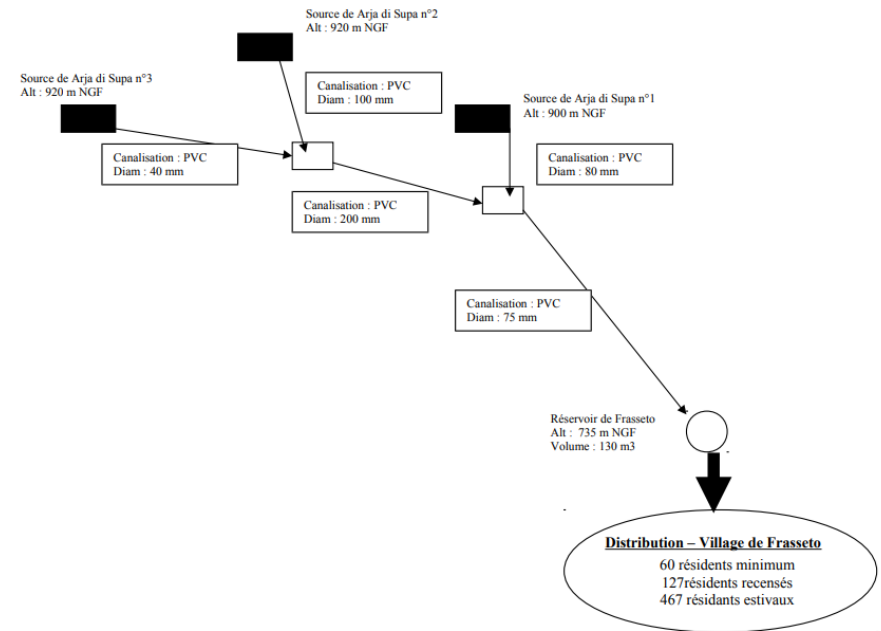 Source de Arja di Supa n°2
Alt : 920 m NGF
Source de Arja di Supa n°3
Alt : 920 m NGF
Canalisation : PVC
Diam : 100 mm
Source de Arja di Supa n°1
Alt : 900 m NGF
Canalisation : PVC
Diam : 40 mm
Canalisation : PVC
Diam : 80 mm
Canalisation : PVC
Diam : 200 mm
Canalisation : PVC
Diam : 75 mm
Réservoir de Frasseto
Alt : 735 m NGF
Volume : 130 m3
Distribution – Village de Frasseto
60 résidents minimum
127résidents recensés
467 résidants estivaux